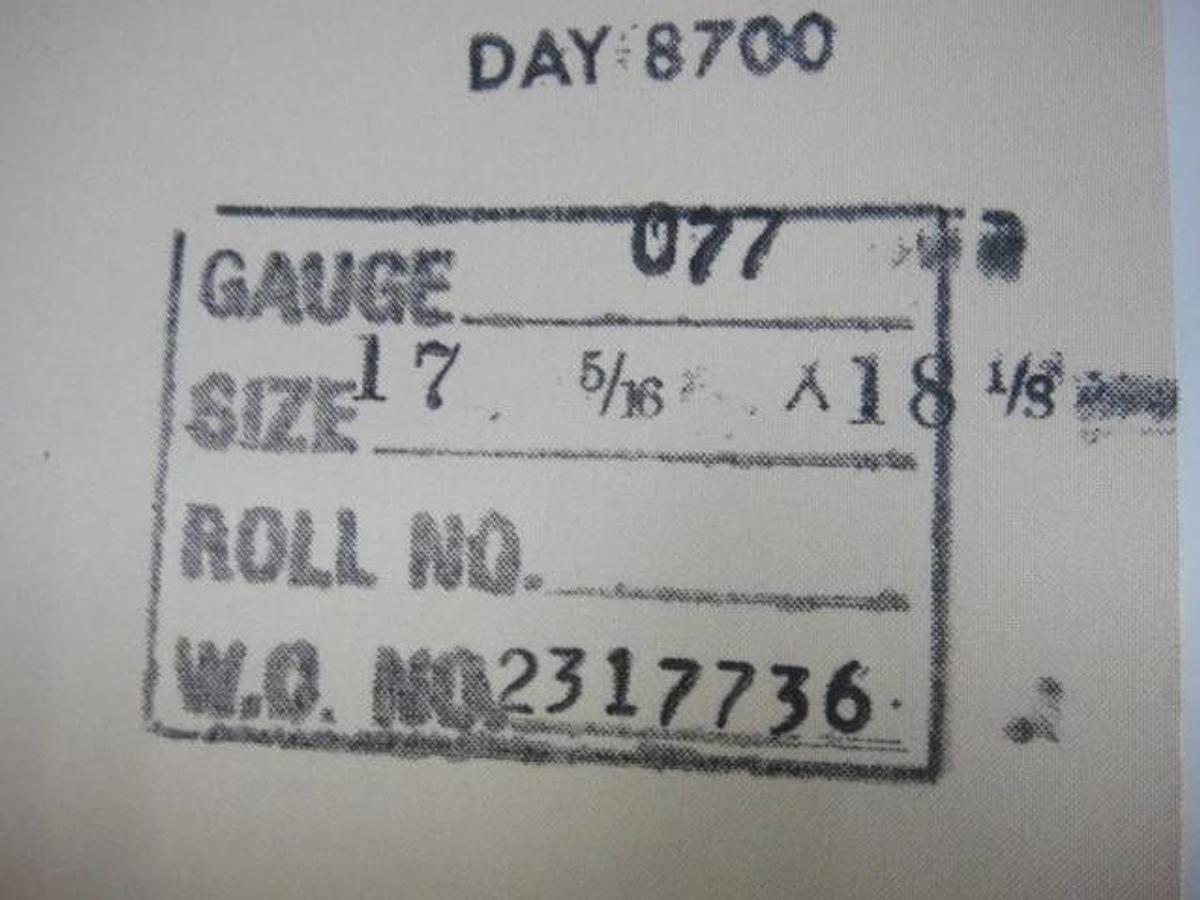 DAY 8700
GAUGE 077
SIZE 17 5/16 X 18 1/8
ROLL NO.
W.O. NO. 2317736